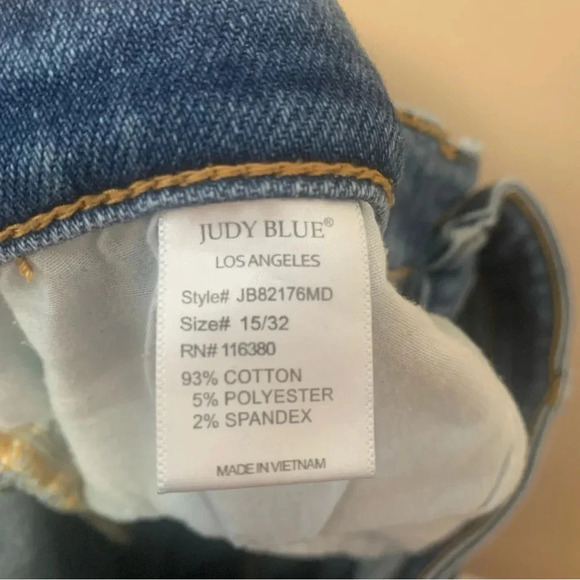 JUDY BLUE®
LOS ANGELES
Style# JB82176MD
Size# 15/32
RN# 116380
93% COTTON
5% POLYESTER
2% SPANDEX
MADE IN VIETNAM